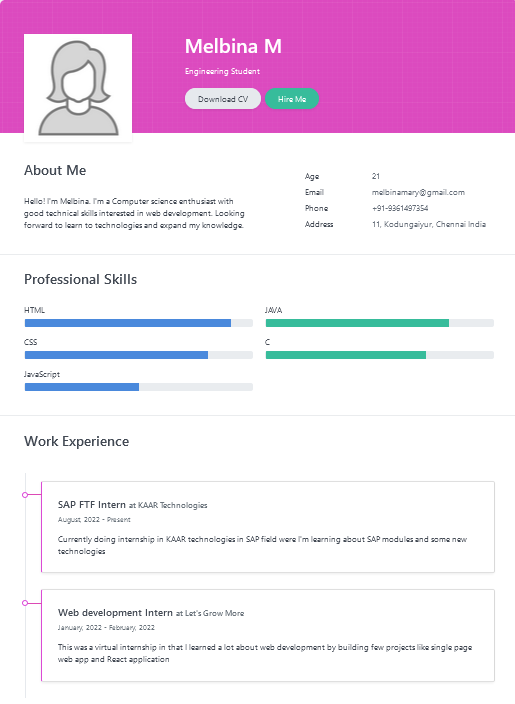 Melbina M
Engineering Student
Download CV
Hire Me
About Me
Hello! I'm Melbina. I'm a Computer science enthusiast with
good technical skills interested in web development. Looking
forward to learn to technologies and expand my knowledge.
Age 21
Email melbinamary@gmail.com
Phone +91-9361497354
Address 11, Kodungaiyur, Chennai India
Professional Skills
HTML
JAVA
CSS
C
JavaScript
Work Experience
SAP FTF Intern at KAAR Technologies
August, 2022 - Present
Currently doing internship in KAAR technologies in SAP field were I'm learning about SAP modules and some new
technologies
Web development Intern at Let's Grow More
January, 2022 - February, 2022
This was a virtual internship in that I learned a lot about web development by building few projects like single page
web app and React application